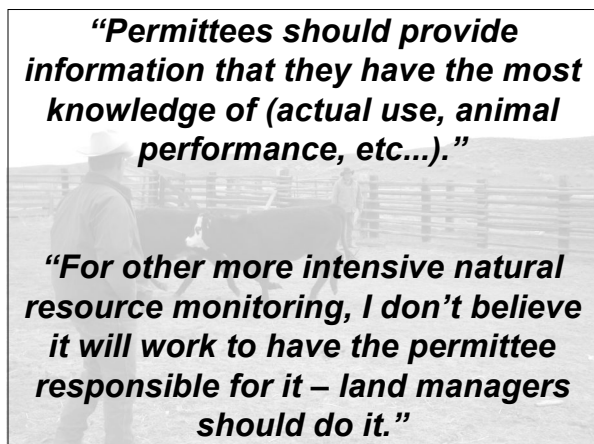 “Permittees should provide
information that they have the most
knowledge of (actual use, animal
performance, etc...).”
“For other more intensive natural
resource monitoring, I don’t believe
it will work to have the permittee
responsible for it – land managers
should do it.”